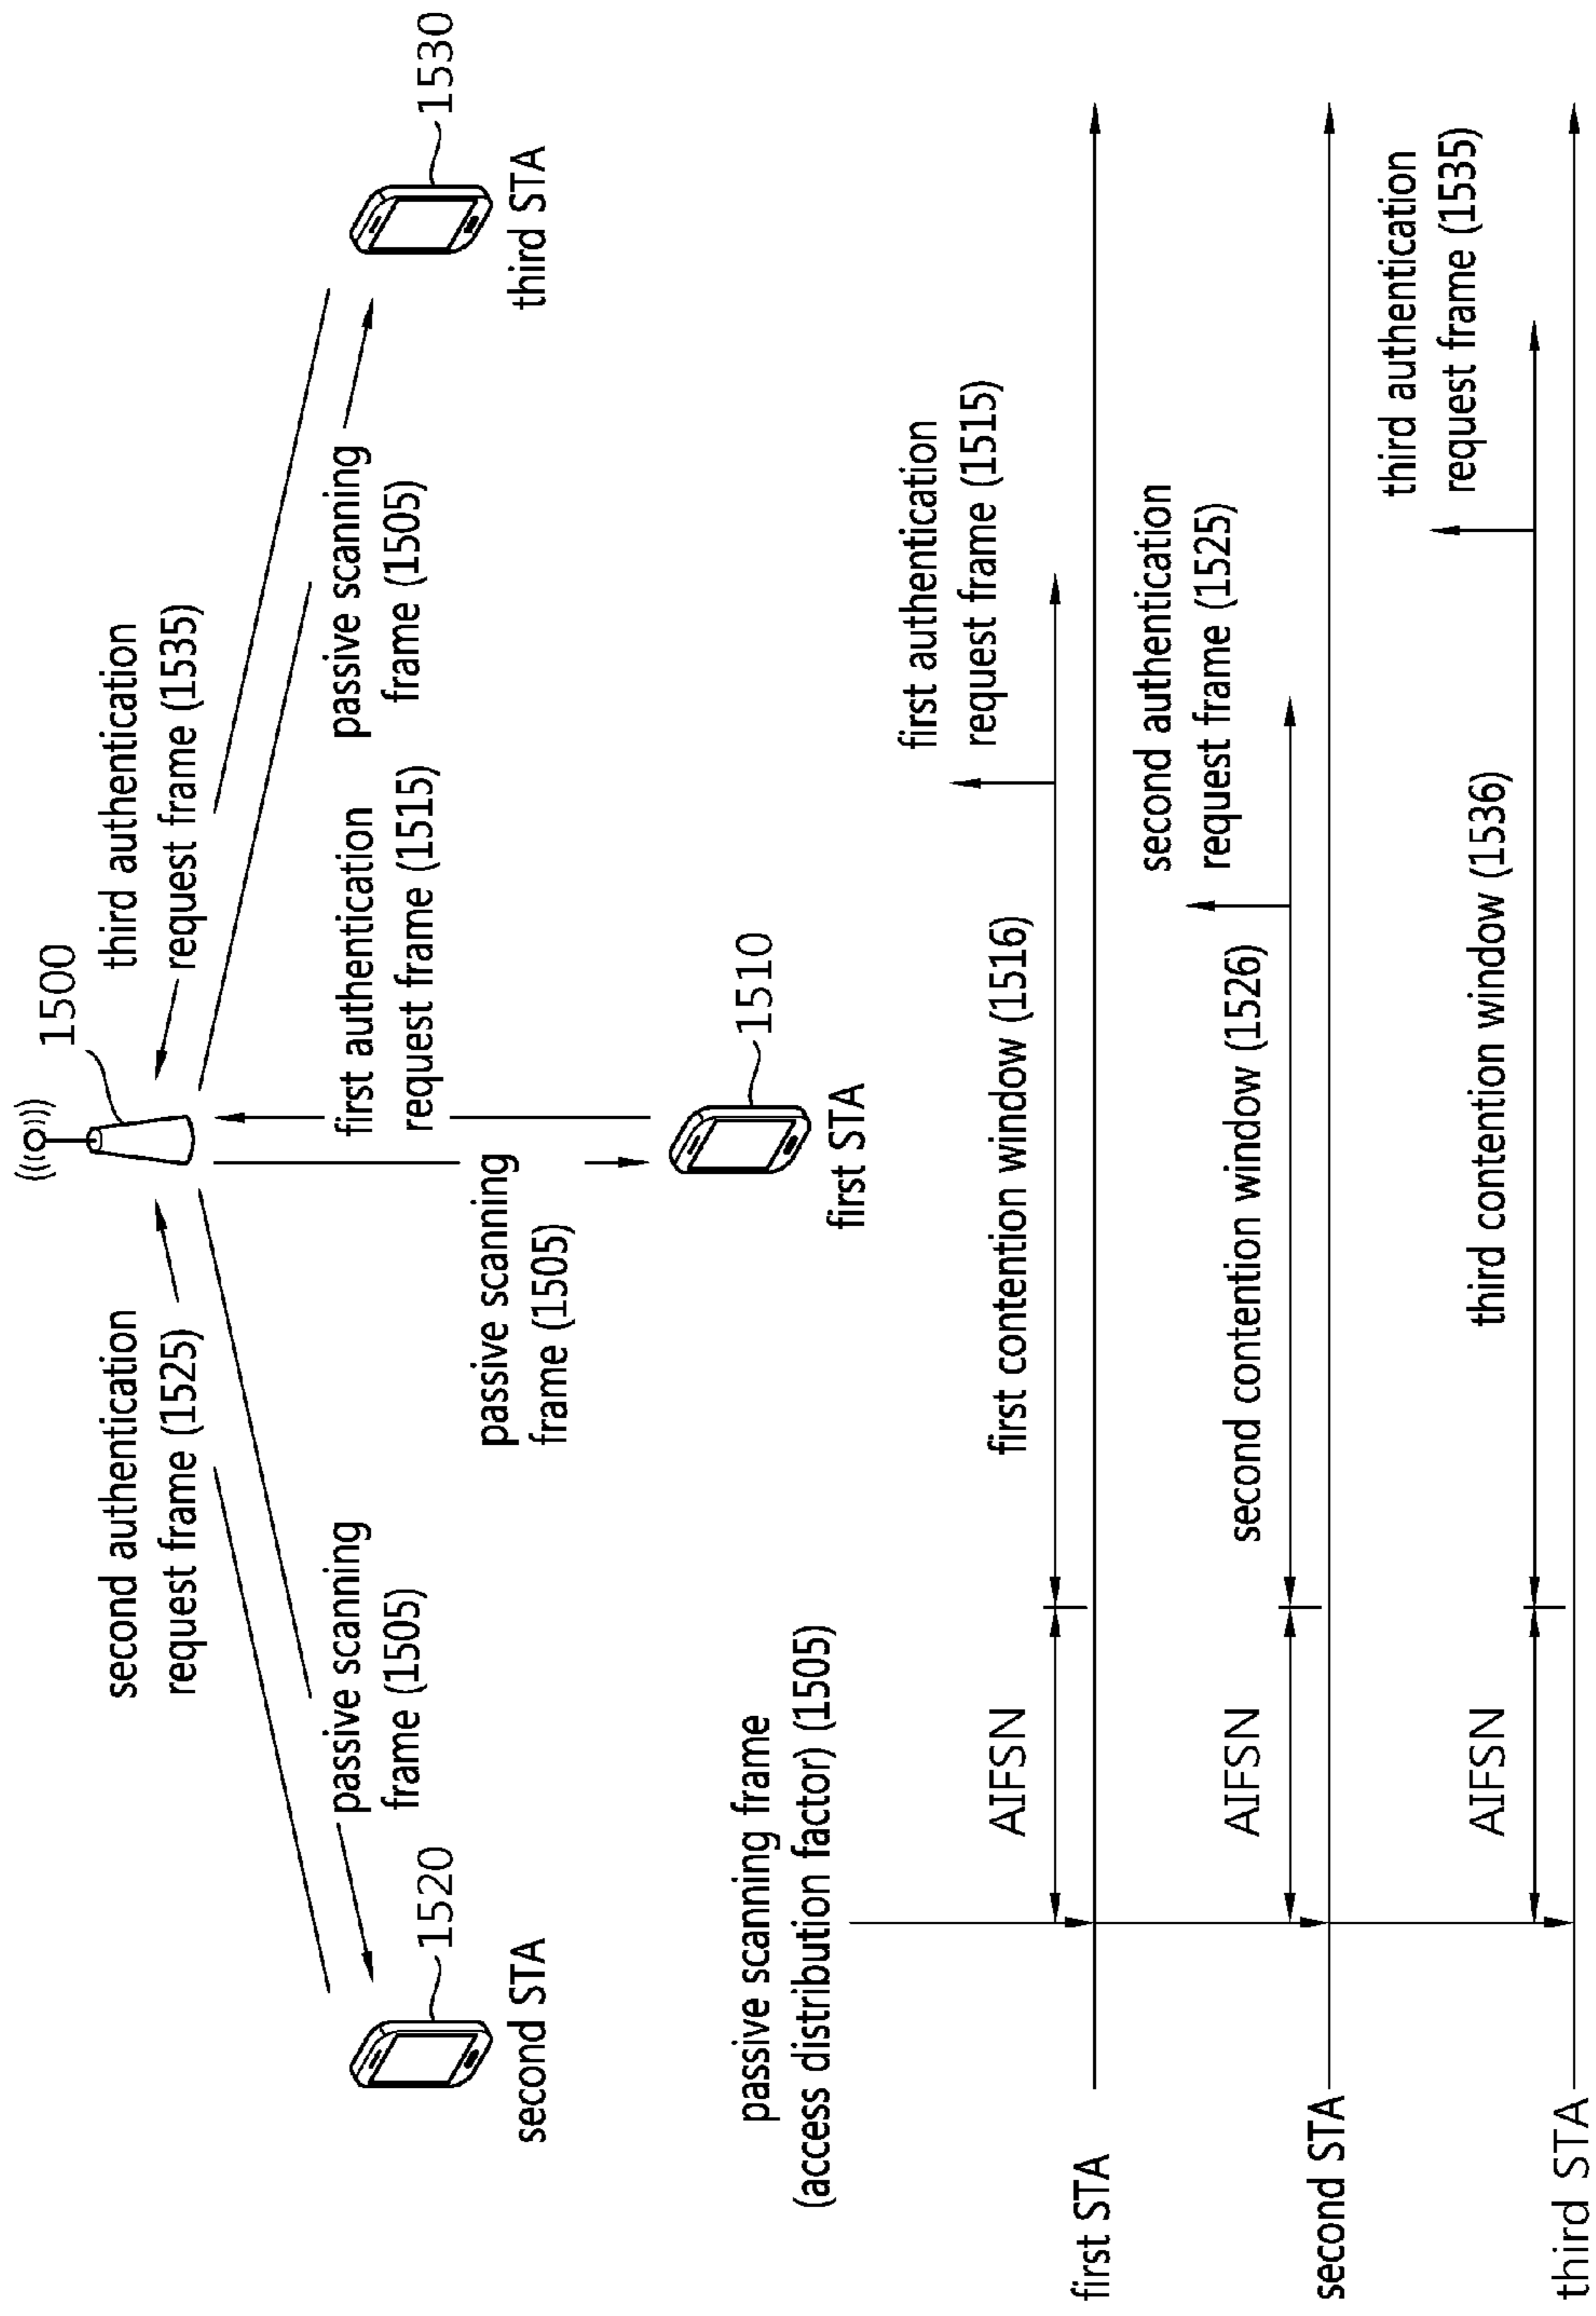 1500
second authentication
request frame (1525)
third authentication
request frame (1535)
passive scanning
frame (1505)
first authentication
request frame (1515)
passive scanning
frame (1505)
1520
second STA
passive scanning
frame (1505)
1530
third STA
1510
first STA
passive scanning frame
(access distribution factor) (1505)
first authentication
request frame (1515)
AIFSN
first contention window (1516)
first STA
second authentication
request frame (1525)
AIFSN
second contention window (1526)
second STA
third authentication
request frame (1535)
AIFSN
third contention window (1536)
third STA